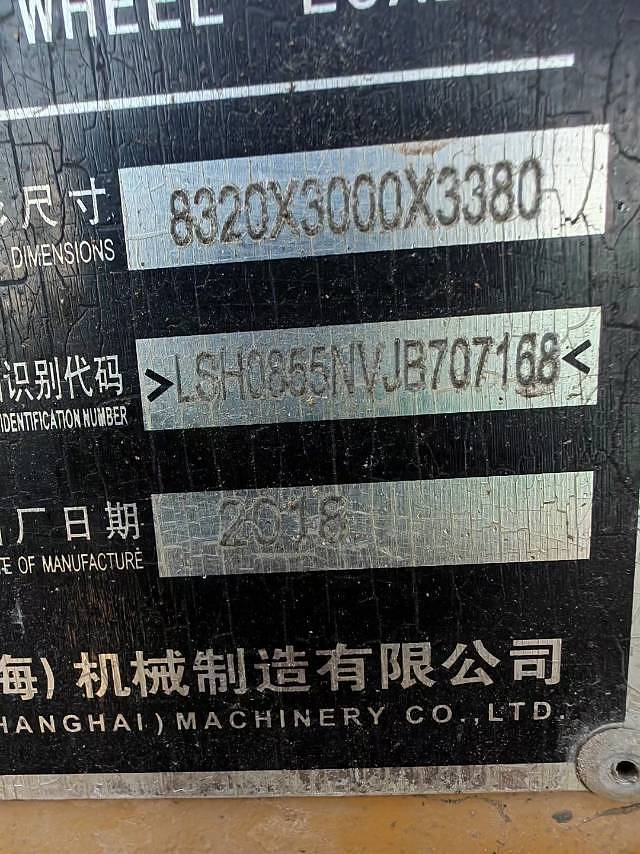 WHEEL
尺寸
8320X3000X3380
DIMENSIONS
识别代码
>LSH0855NVJB707168<
IDENTIFICATION NUMBER
厂日期
2018
OF MANUFACTURE
海)机械制造有限公司
HANGHAI) MACHINERY CO.,LTD.